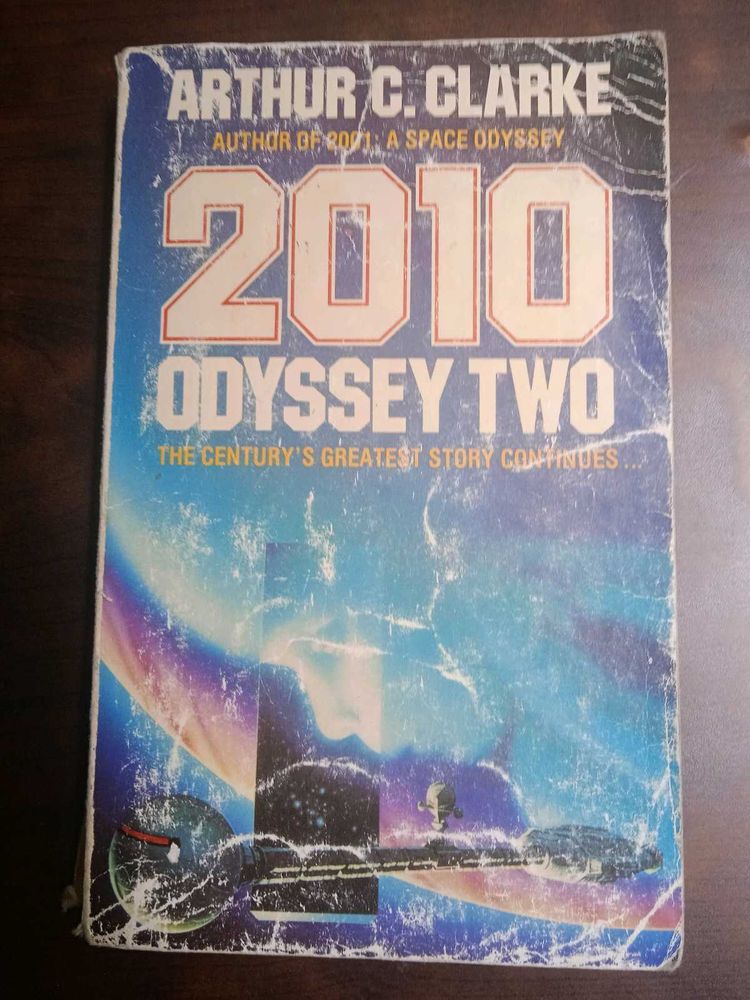 ARTHUR C. CLARKE
AUTHOR OF 2001: A SPACE ODYSSEY
2010
ODYSSEY TWO
THE CENTURY'S GREATEST STORY CONTINUES...